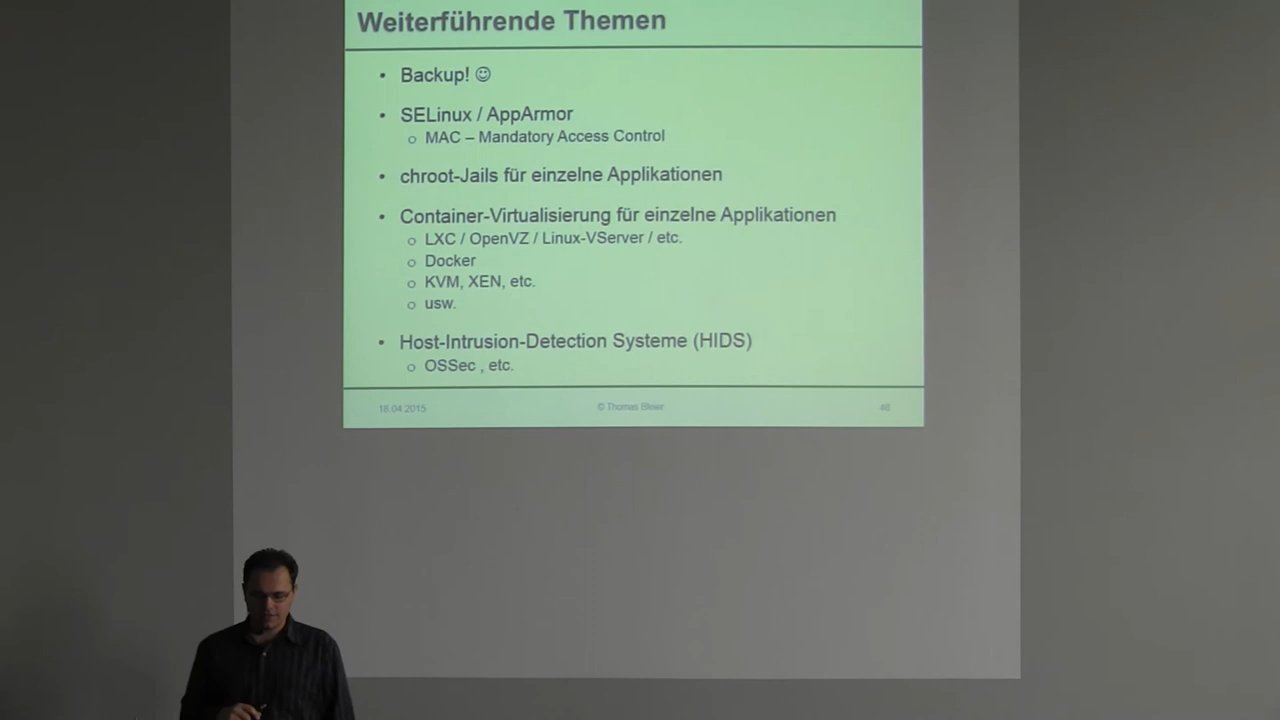 Weiterführende Themen
• Backup! ☺
• SELinux / AppArmor
o MAC – Mandatory Access Control
• chroot-Jails für einzelne Applikationen
• Container-Virtualisierung für einzelne Applikationen
o LXC / OpenVZ / Linux-VServer / etc.
o Docker
o KVM, XEN, etc.
o usw.
• Host-Intrusion-Detection Systeme (HIDS)
o OSSec , etc.
18.04.2015
© Thomas